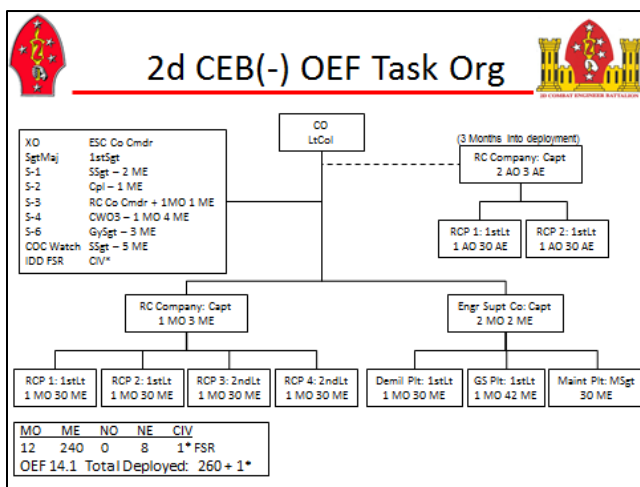 2d CEB(-) OEF Task Org
2D COMBAT ENGINEER BATTALION
CO
LtCol
(3 Months into deployment)
RC Company: Capt
2 AO 3 AE
RCP 1: 1stLt
1 AO 30 AE
RCP 2: 1stLt
1 AO 30 AE
XO ESC Co Cmdr
SgtMaj 1stSgt
S-1 SSgt – 2 ME
S-2 Cpl – 1 ME
S-3 RC Co Cmdr + 1MO 1 ME
S-4 CWO3 – 1 MO 4 ME
S-6 GySgt – 3 ME
COC Watch SSgt – 5 ME
IDD FSR CIV*
RC Company: Capt
1 MO 3 ME
Engr Supt Co: Capt
2 MO 2 ME
RCP 1: 1stLt
1 MO 30 ME
RCP 2: 1stLt
1 MO 30 ME
RCP 3: 2ndLt
1 MO 30 ME
RCP 4: 2ndLt
1 MO 30 ME
Demil Plt: 1stLt
1 MO 30 ME
GS Plt: 1stLt
1 MO 42 ME
Maint Plt: MSgt
30 ME
MO ME NO NE CIV
12 240 0 8 1* FSR
OEF 14.1 Total Deployed: 260 + 1*